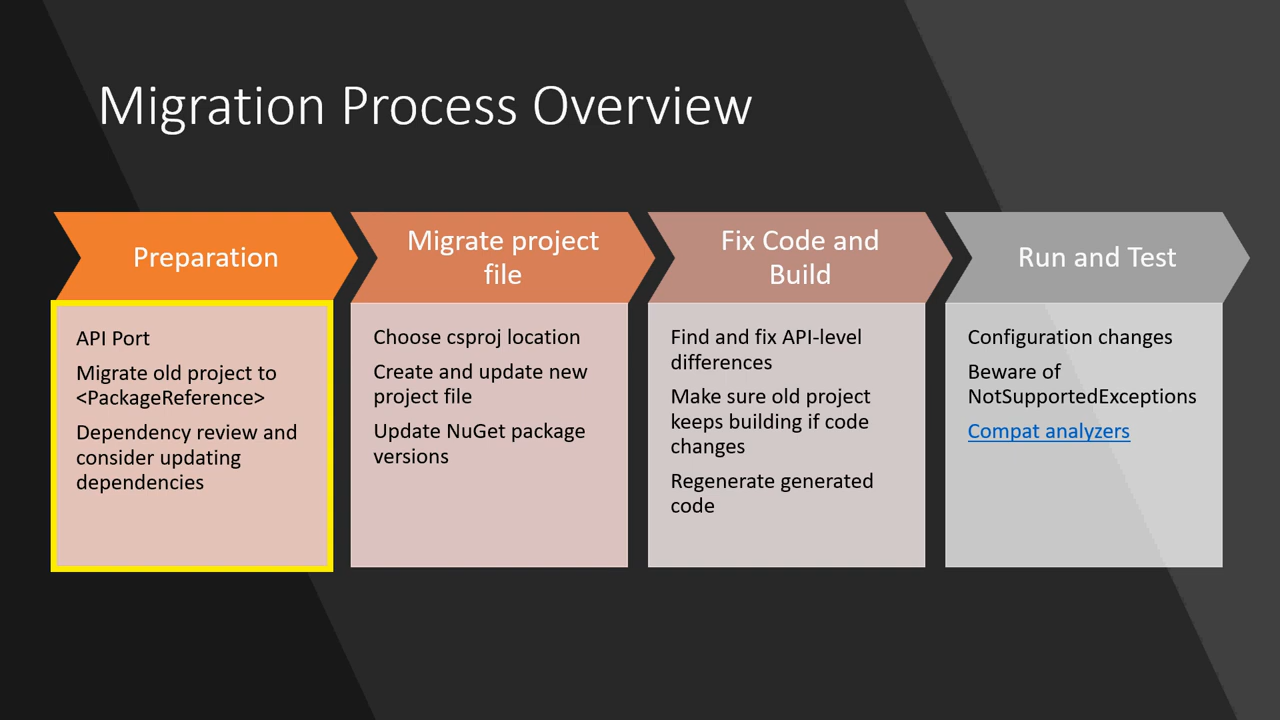 Migration Process Overview
Preparation
API Port
Migrate old project to
<PackageReference>
Dependency review and
consider updating
dependencies
Migrate project
file
Choose csproj location
Create and update new
project file
Update NuGet package
versions
Fix Code and
Build
Find and fix API-level
differences
Make sure old project
keeps building if code
changes
Regenerate generated
code
Run and Test
Configuration changes
Beware of
NotSupportedExceptions
Compat analyzers